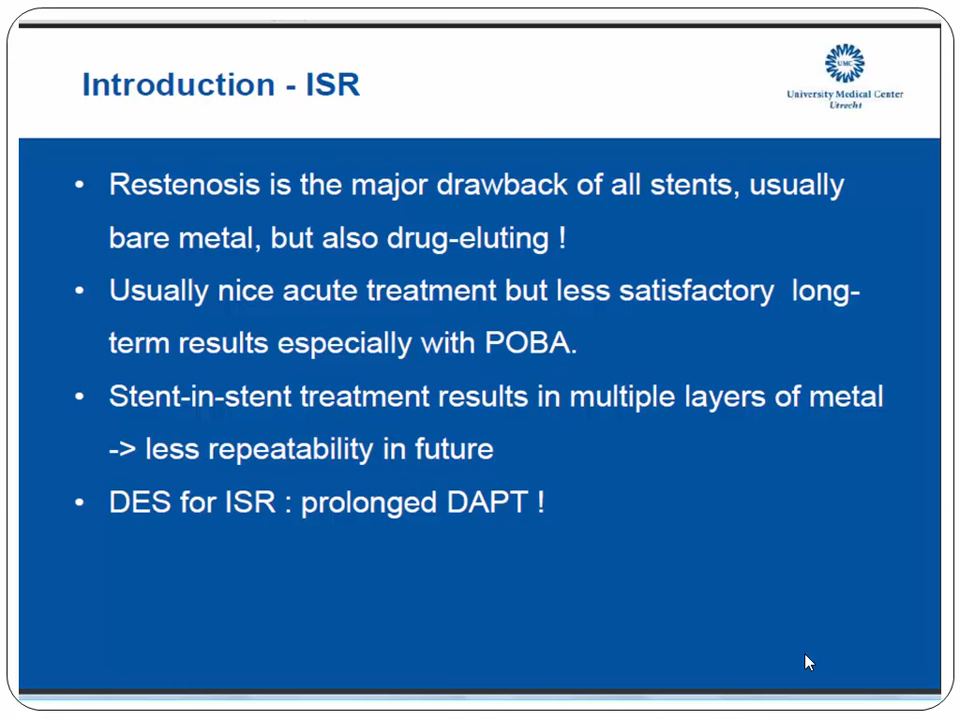 Introduction - ISR
UMC
University Medical Center
Utrecht
• Restenosis is the major drawback of all stents, usually
bare metal, but also drug-eluting !
• Usually nice acute treatment but less satisfactory long-
term results especially with POBA.
• Stent-in-stent treatment results in multiple layers of metal
-> less repeatability in future
• DES for ISR : prolonged DAPT !